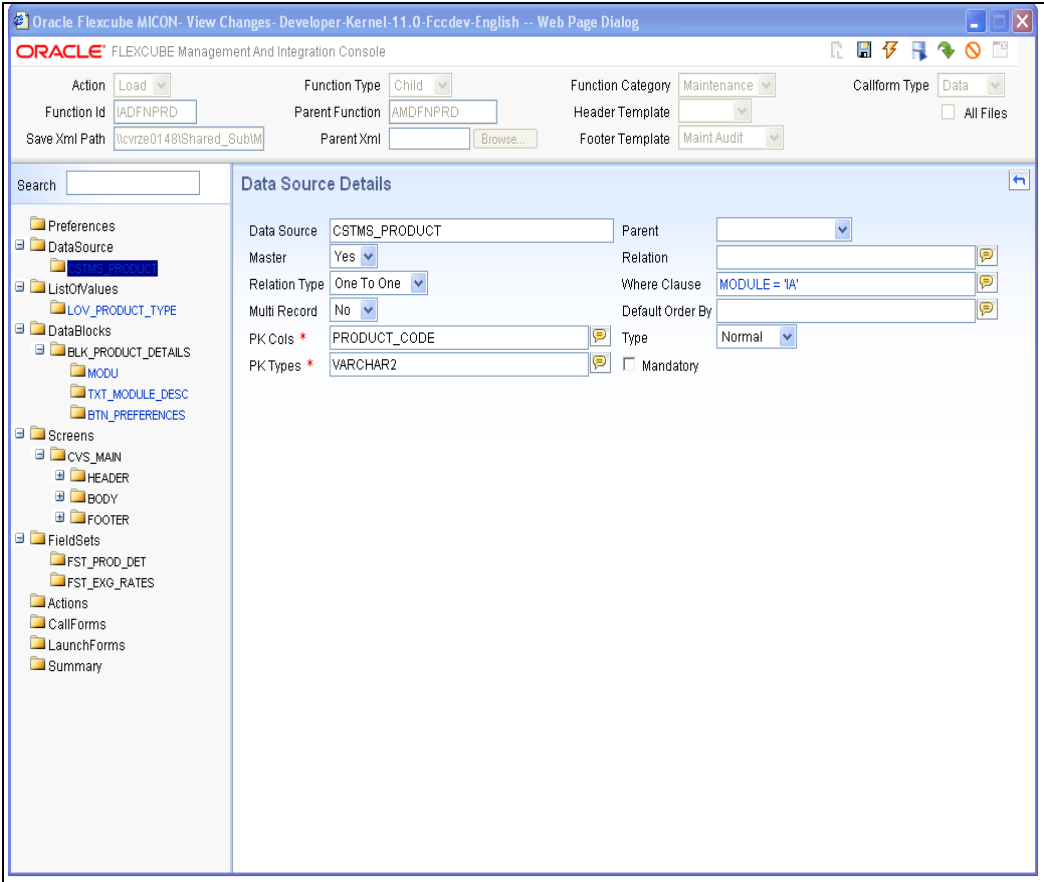 Oracle Flexcube MICON- View Changes- Developer-Kernel-11.0-Fccdev-English -- Web Page Dialog
ORACLE FLEXCUBE Management And Integration Console
Action Load Function Type Child Function Category Maintenance Callform Type Data
Function Id IADFNPRD Parent Function AMDFNPRD Header Template All Files
Save Xml Path \\cvrze0148\Shared_Sub\M Parent Xml Browse... Footer Template Maint Audit
Search
Preferences
DataSource
CSTMS_PRODUCT
ListOfValues
LOV_PRODUCT_TYPE
DataBlocks
BLK_PRODUCT_DETAILS
MODU
TXT_MODULE_DESC
BTN_PREFERENCES
Screens
CVS_MAIN
HEADER
BODY
FOOTER
FieldSets
FST_PROD_DET
FST_EXG_RATES
Actions
CallForms
LaunchForms
Summary
Data Source Details
Data Source CSTMS_PRODUCT Parent
Master Yes Relation
Relation Type One To One Where Clause MODULE = 'IA'
Multi Record No Default Order By
PK Cols * PRODUCT_CODE Type Normal
PK Types * VARCHAR2 Mandatory